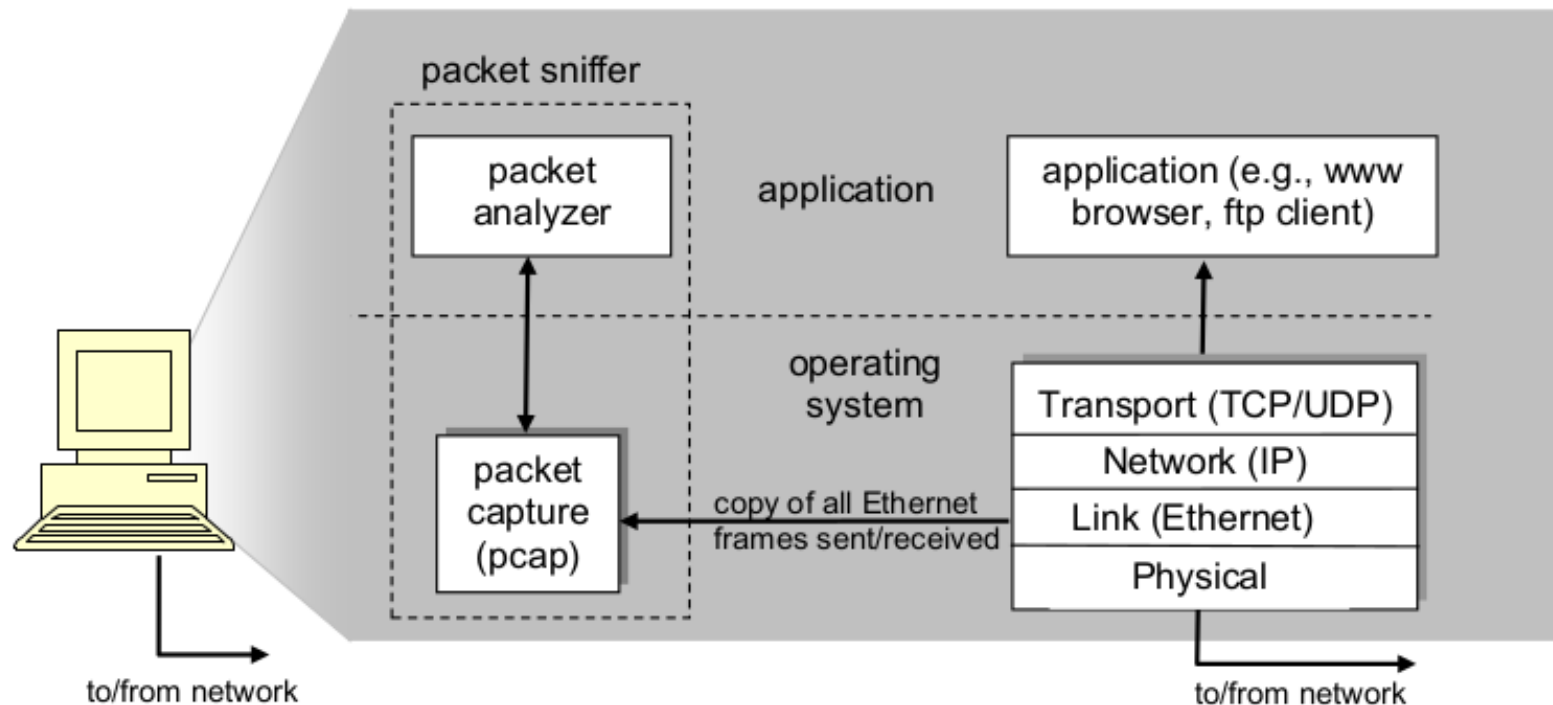 packet sniffer
packet
analyzer
application
application (e.g., www
browser, ftp client)
operating
system
packet
capture
(pcap)
copy of all Ethernet
frames sent/received
Transport (TCP/UDP)
Network (IP)
Link (Ethernet)
Physical
to/from network
to/from network